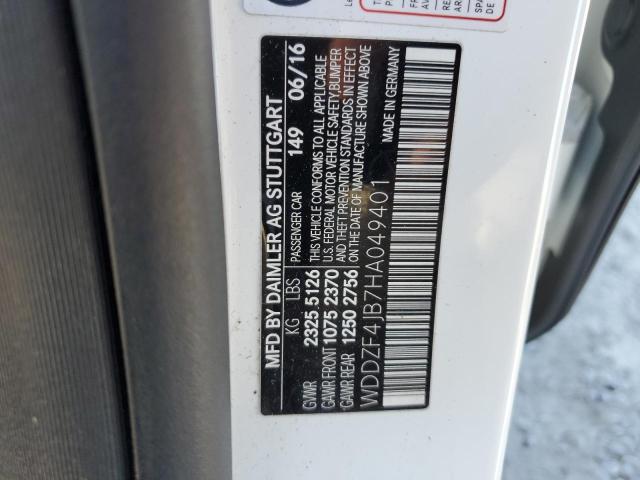 MFD BY DAIMLER AG STUTTGART
KG LBS PASSENGER CAR 149 06/16
GVWR 2325 5126 THIS VEHICLE CONFORMS TO ALL APPLICABLE
GAWR FRONT 1075 2370 U.S. FEDERAL MOTOR VEHICLE SAFETY, BUMPER
GAWR REAR 1250 2756 AND THEFT PREVENTION STANDARDS IN EFFECT
ON THE DATE OF MANUFACTURE SHOWN ABOVE
WDDZF4JB7HA049401 MADE IN GERMANY